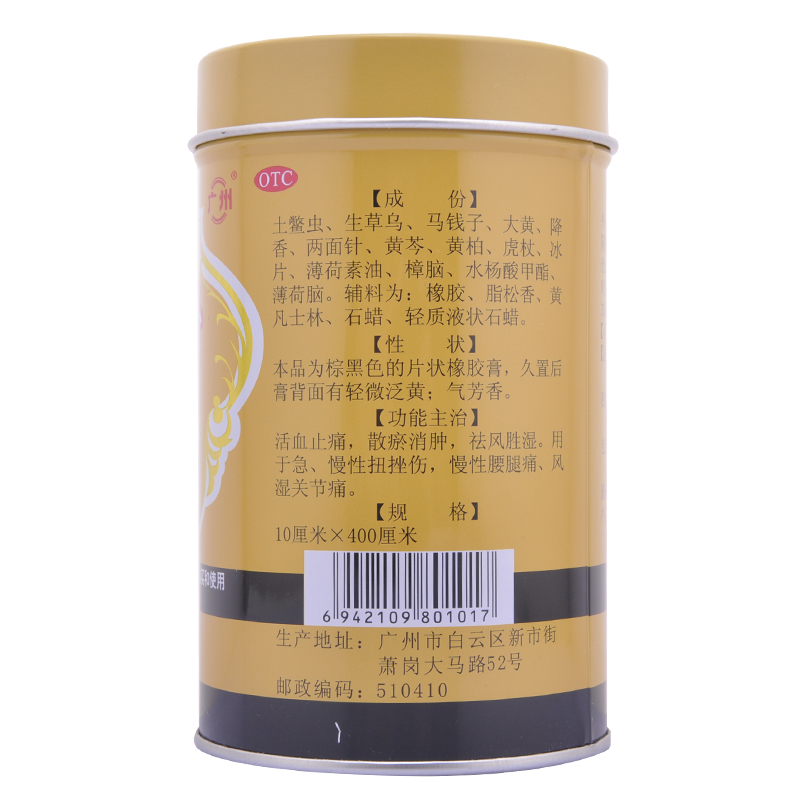 广州®
OTC
【成 份】
土鳖虫、生草乌、马钱子、大黄、降
香、两面针、黄芩、黄柏、虎杖、冰
片、薄荷素油、樟脑、水杨酸甲酯、
薄荷脑。辅料为：橡胶、脂松香、黄
凡士林、石蜡、轻质液状石蜡。
【性 状】
本品为棕黑色的片状橡胶膏，久置后
膏背面有轻微泛黄；气芳香。
【功能主治】
活血止痛，散瘀消肿，祛风胜湿。用
于急、慢性扭挫伤，慢性腰腿痛、风
湿关节痛。
【规 格】
10厘米×400厘米
买和使用
6 942109 801017
生产地址：广州市白云区新市街
萧岗大马路52号
邮政编码：510410